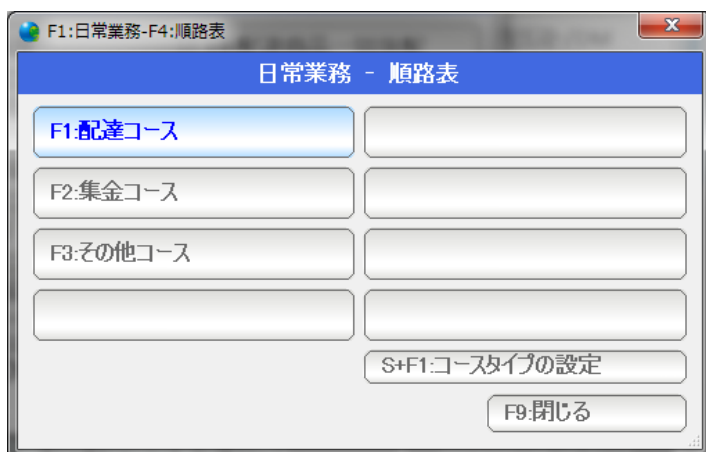 F1:日常業務-F4:順路表
日常業務 - 順路表
F1:配達コース
F2:集金コース
F3:その他コース
S+F1:コースタイプの設定
F9:閉じる